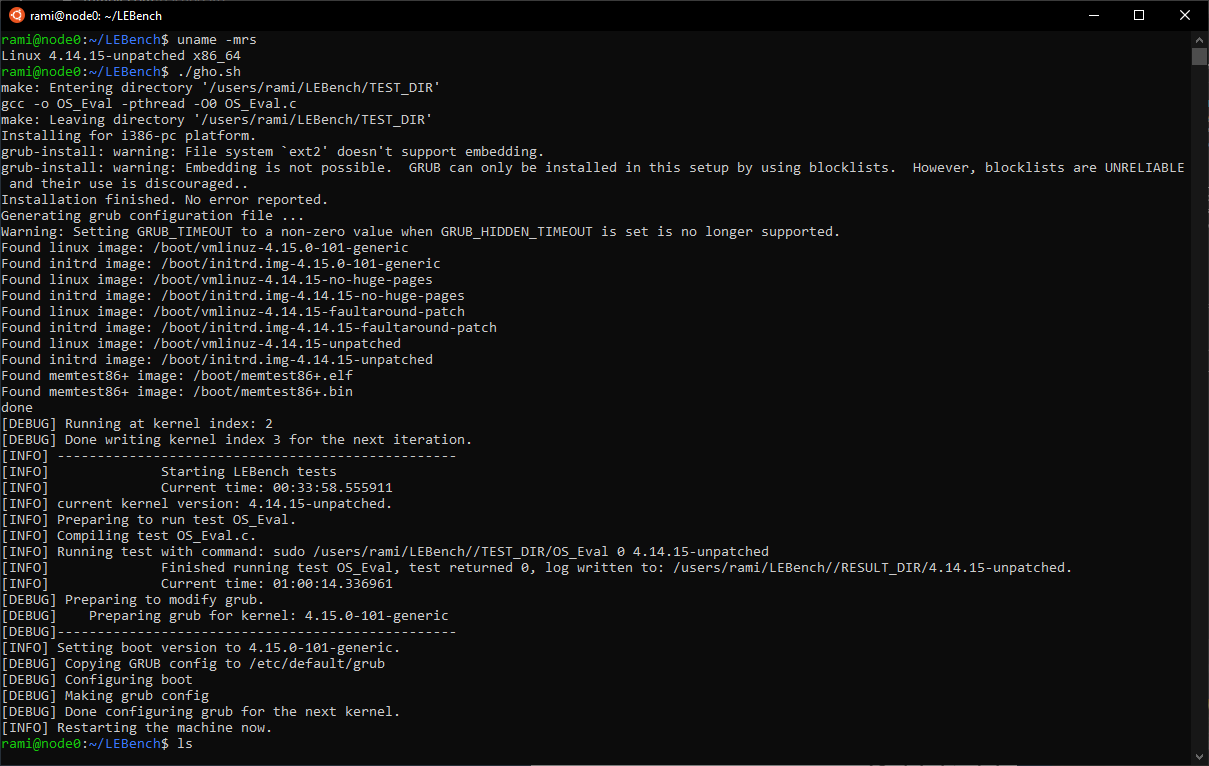 rami@node0: ~/LEBench
rami@node0:~/LEBench$ uname -mrs
Linux 4.14.15-unpatched x86_64
rami@node0:~/LEBench$ ./gho.sh
make: Entering directory '/users/rami/LEBench/TEST_DIR'
gcc -o OS_Eval -pthread -O0 OS_Eval.c
make: Leaving directory '/users/rami/LEBench/TEST_DIR'
Installing for i386-pc platform.
grub-install: warning: File system `ext2' doesn't support embedding.
grub-install: warning: Embedding is not possible.  GRUB can only be installed in this setup by using blocklists.  However, blocklists are UNRELIABLE
 and their use is discouraged..
Installation finished. No error reported.
Generating grub configuration file ...
Warning: Setting GRUB_TIMEOUT to a non-zero value when GRUB_HIDDEN_TIMEOUT is set is no longer supported.
Found linux image: /boot/vmlinuz-4.15.0-101-generic
Found initrd image: /boot/initrd.img-4.15.0-101-generic
Found linux image: /boot/vmlinuz-4.14.15-no-huge-pages
Found initrd image: /boot/initrd.img-4.14.15-no-huge-pages
Found linux image: /boot/vmlinuz-4.14.15-faultaround-patch
Found initrd image: /boot/initrd.img-4.14.15-faultaround-patch
Found linux image: /boot/vmlinuz-4.14.15-unpatched
Found initrd image: /boot/initrd.img-4.14.15-unpatched
Found memtest86+ image: /boot/memtest86+.elf
Found memtest86+ image: /boot/memtest86+.bin
done
[DEBUG] Running at kernel index: 2
[DEBUG] Done writing kernel index 3 for the next iteration.
[INFO] --------------------------------------------------
[INFO]              Starting LEBench tests
[INFO]              Current time: 00:33:58.555911
[INFO] current kernel version: 4.14.15-unpatched.
[INFO] Preparing to run test OS_Eval.
[INFO] Compiling test OS_Eval.c.
[INFO] Running test with command: sudo /users/rami/LEBench//TEST_DIR/OS_Eval 0 4.14.15-unpatched
[INFO]              Finished running test OS_Eval, test returned 0, log written to: /users/rami/LEBench//RESULT_DIR/4.14.15-unpatched.
[INFO]              Current time: 01:00:14.336961
[DEBUG] Preparing to modify grub.
[DEBUG]    Preparing grub for kernel: 4.15.0-101-generic
[DEBUG]--------------------------------------------------
[INFO] Setting boot version to 4.15.0-101-generic.
[DEBUG] Copying GRUB config to /etc/default/grub
[DEBUG] Configuring boot
[DEBUG] Making grub config
[DEBUG] Done configuring grub for the next kernel.
[INFO] Restarting the machine now.
rami@node0:~/LEBench$ ls